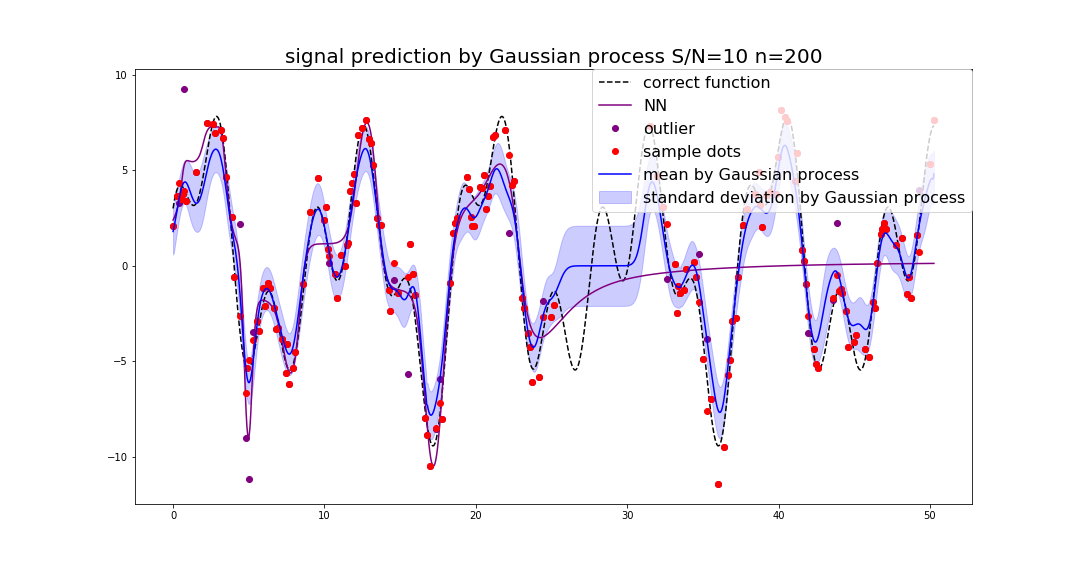 signal prediction by Gaussian process S/N=10 n=200
correct function
NN
outlier
sample dots
mean by Gaussian process
standard deviation by Gaussian process
10
5
0
−5
−10
0
10
20
30
40
50